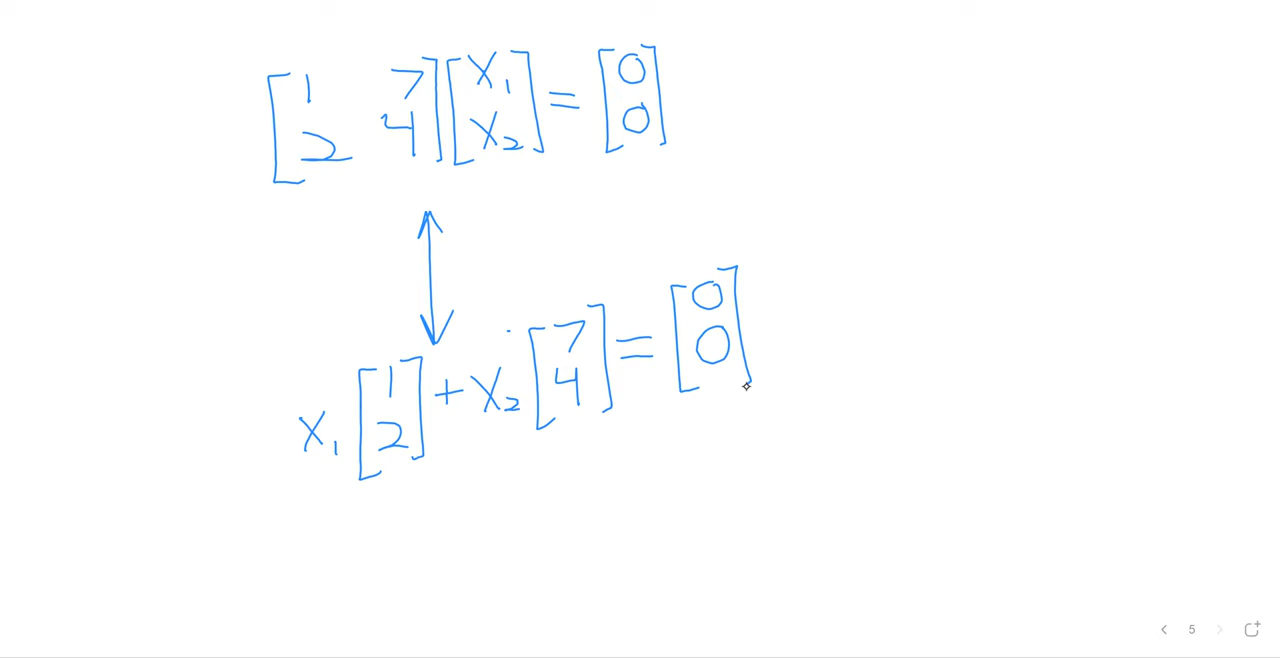 [1 7; 2 4] [x₁; x₂] = [0; 0]
x₁ [1; 2] + x₂ [7; 4] = [0; 0]
5